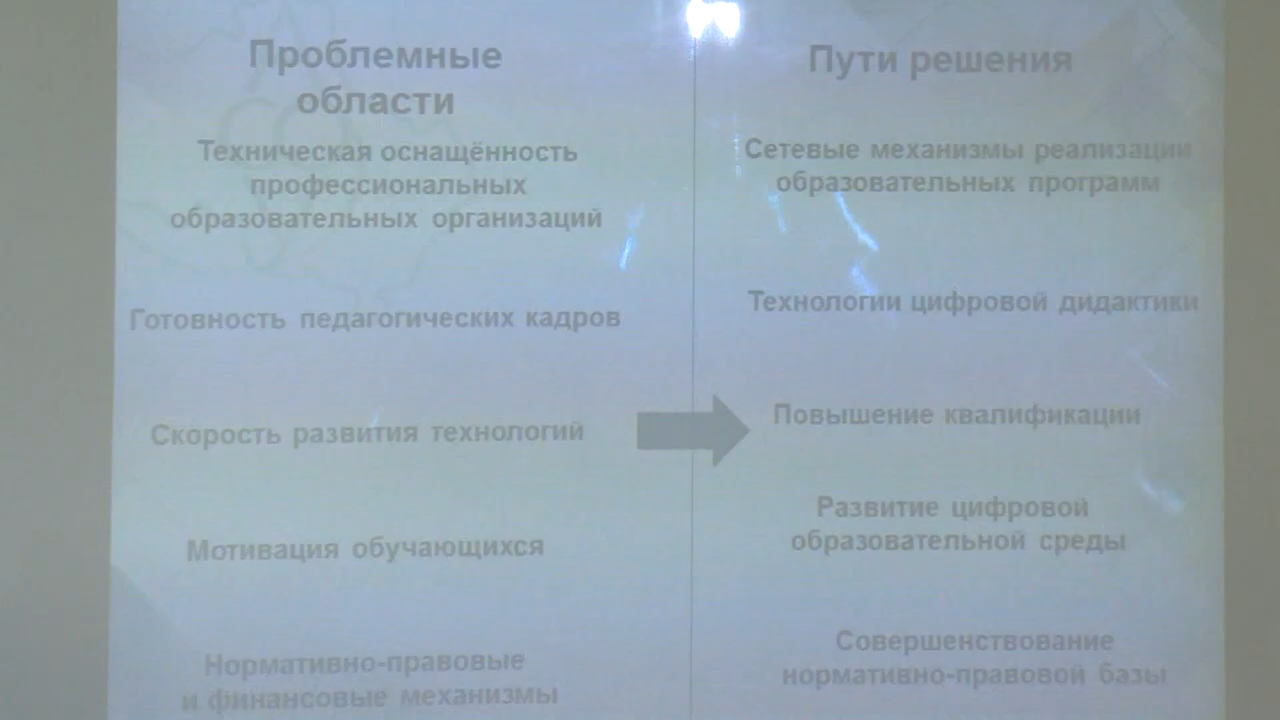 Проблемные
области
Техническая оснащённость
профессиональных
образовательных организаций
Готовность педагогических кадров
Скорость развития технологий
Мотивация обучающихся
Нормативно-правовые
и финансовые механизмы
Пути решения
Сетевые механизмы реализации
образовательных программ
Технологии цифровой дидактики
Повышение квалификации
Развитие цифровой
образовательной среды
Совершенствование
нормативно-правовой базы